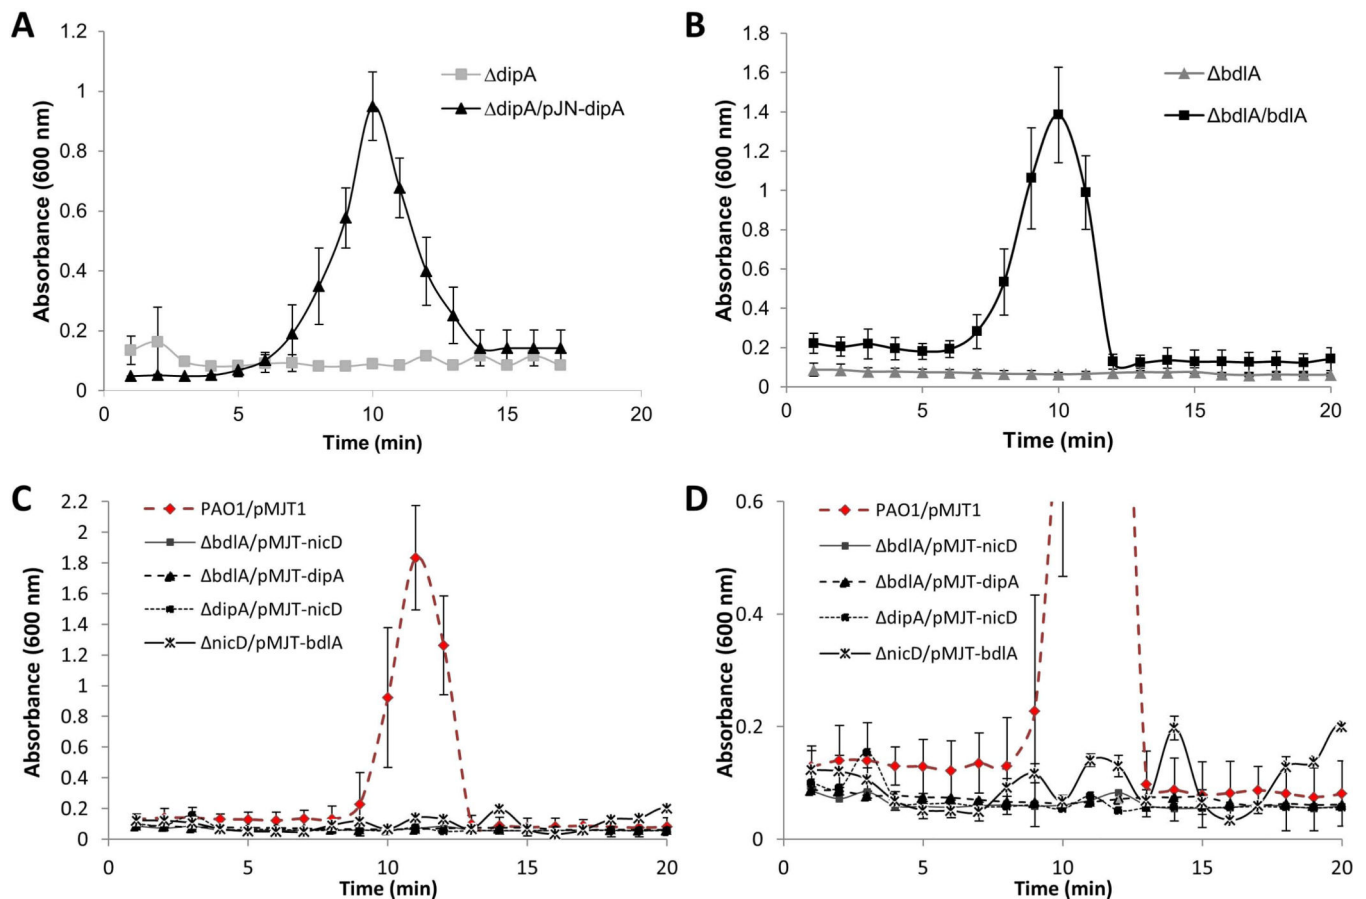 A
Absorbance (600 nm)
1.2
1
0.8
0.6
0.4
0.2
0
0
5
10
15
20
Time (min)
ΔdipA
ΔdipA/pJN-dipA
B
Absorbance (600 nm)
1.8
1.6
1.4
1.2
1
0.8
0.6
0.4
0.2
0
0
5
10
15
20
Time (min)
ΔbdlA
ΔbdlA/bdlA
C
Absorbance (600 nm)
2.2
2
1.8
1.6
1.4
1.2
1
0.8
0.6
0.4
0.2
0
0
5
10
15
20
Time (min)
PAO1/pMJT1
ΔbdlA/pMJT-nicD
ΔbdlA/pMJT-dipA
ΔdipA/pMJT-nicD
ΔnicD/pMJT-bdlA
D
Absorbance (600 nm)
0.6
0.4
0.2
0
0
5
10
15
20
Time (min)
PAO1/pMJT1
ΔbdlA/pMJT-nicD
ΔbdlA/pMJT-dipA
ΔdipA/pMJT-nicD
ΔnicD/pMJT-bdlA